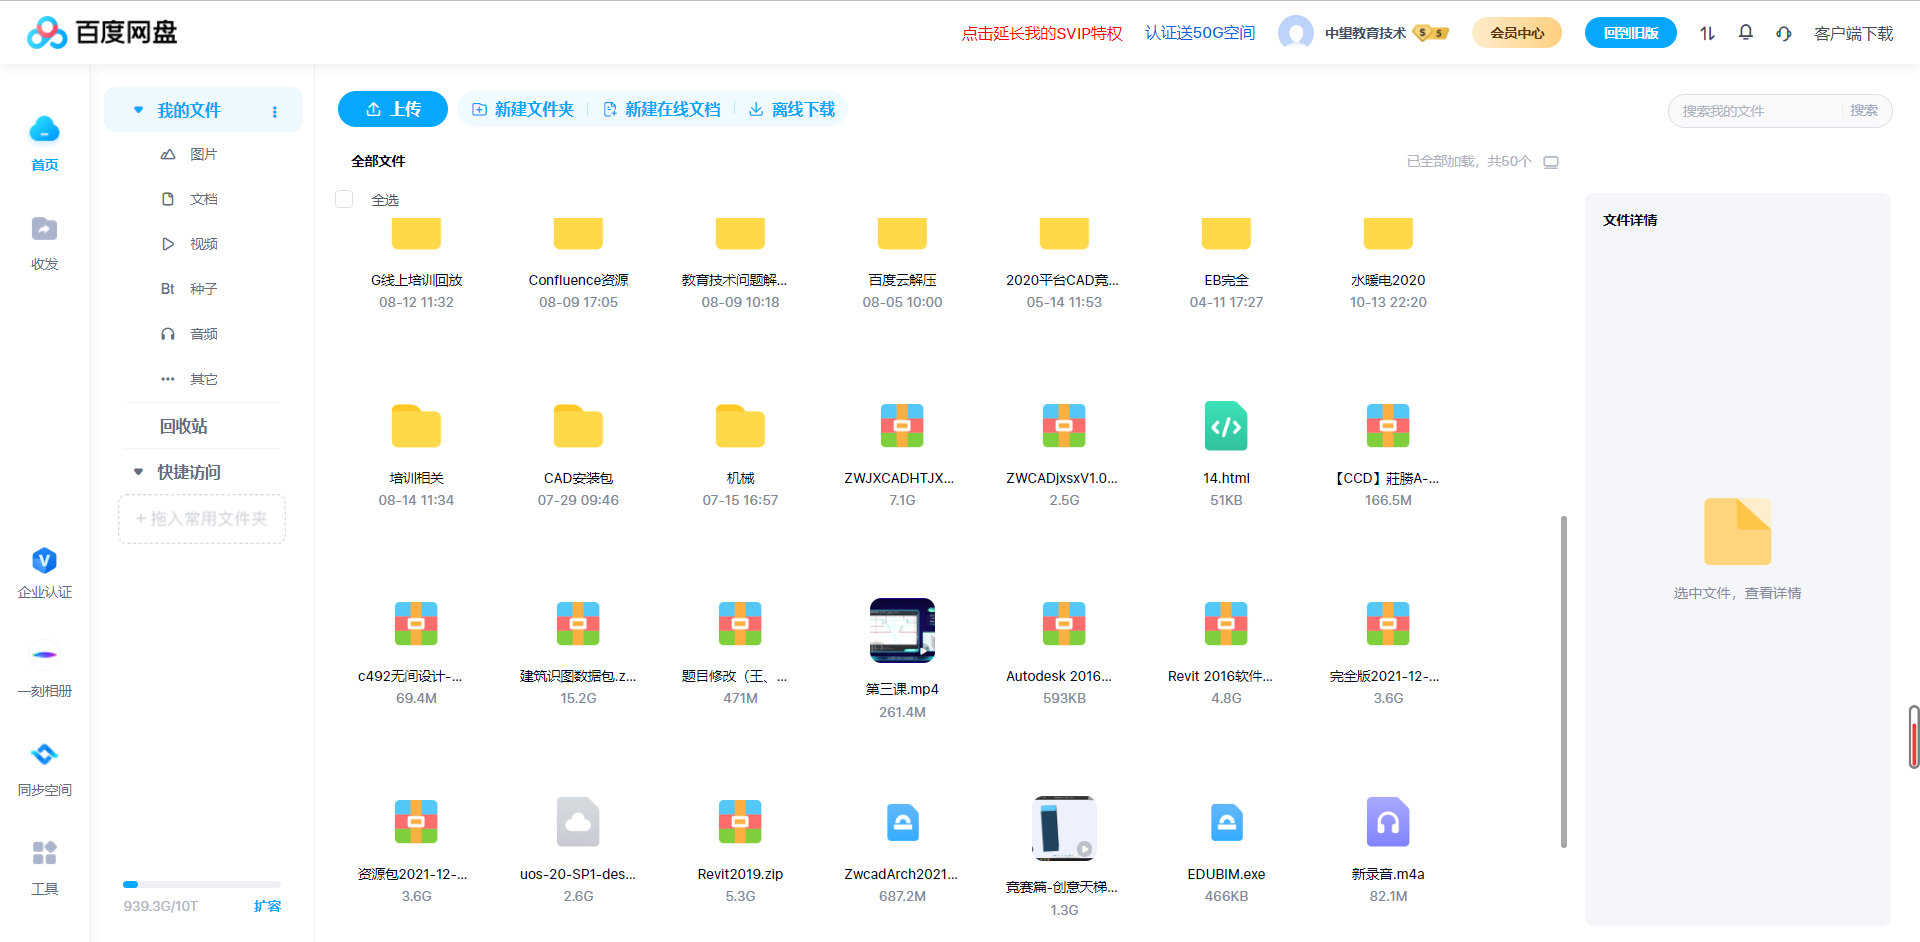 百度网盘
点击延长我的SVIP特权
认证送50G空间
中望教育技术
S 5
会员中心
回到旧版
客户端下载
首页
收发
企业认证
一刻相册
同步空间
工具
我的文件
图片
文档
视频
Bt 种子
音频
其它
回收站
快捷访问
+ 拖入常用文件夹
939.3G/10T
扩容
上传
新建文件夹
新建在线文档
离线下载
搜索我的文件
搜索
全部文件
已全部加载，共50个
全选
G线上培训回放
Confluence资源
教育技术问题解...
百度云解压
2020平台CAD竞...
EB完全
水暖电2020
08-12 11:32
08-09 17:05
08-09 10:18
08-05 10:00
05-14 11:53
04-11 17:27
10-13 22:20
培训相关
CAD安装包
机械
ZWJXCADHTJX...
ZWCADjxsxV1.0...
14.html
【CCD】莊勝A-...
08-14 11:34
07-29 09:46
07-15 16:57
7.1G
2.5G
51KB
166.5M
c492无间设计-...
建筑识图数据包.z...
题目修改（王、...
第三课.mp4
Autodesk 2016...
Revit 2016软件...
完全版2021-12-...
69.4M
15.2G
471M
261.4M
593KB
4.8G
3.6G
资源包2021-12-...
uos-20-SP1-des...
Revit2019.zip
ZwcadArch2021...
竞赛篇-创意天梯...
EDUBIM.exe
新录音.m4a
3.6G
2.6G
5.3G
687.2M
1.3G
466KB
82.1M
文件详情
选中文件，查看详情